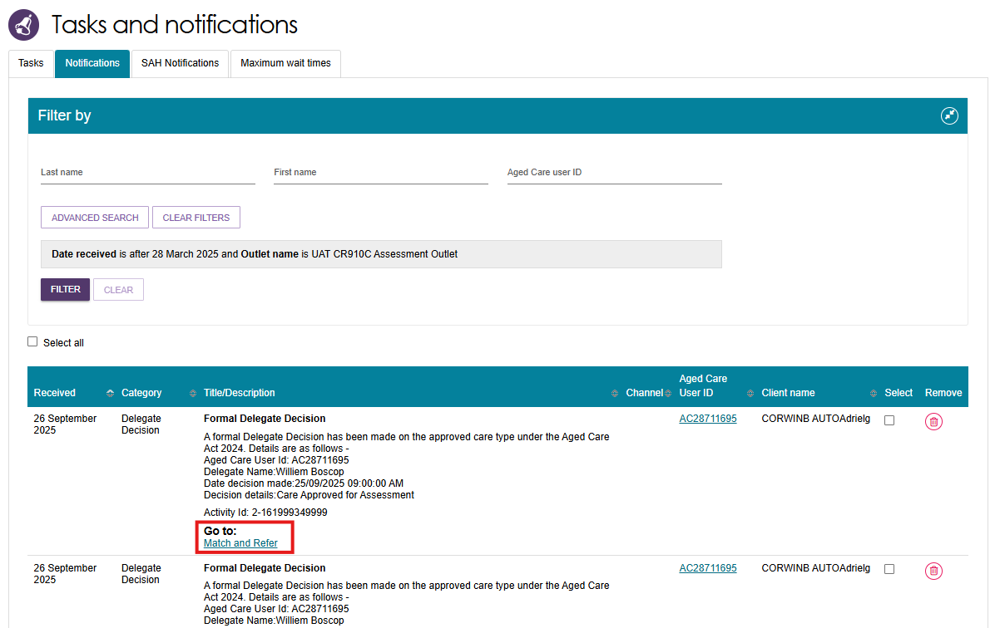 Tasks and notifications
Tasks
Notifications
SAH Notifications
Maximum wait times
Filter by
Last name
First name
Aged Care user ID
ADVANCED SEARCH
CLEAR FILTERS
Date received is after 28 March 2025 and Outlet name is UAT CR910C Assessment Outlet
FILTER
CLEAR
Select all
Received
Category
Title/Description
Channel
Aged Care
User ID
Client name
Select
Remove
26 September
2025
Delegate
Decision
Formal Delegate Decision
A formal Delegate Decision has been made on the approved care type under the Aged Care
Act 2024. Details are as follows -
Aged Care User Id: AC28711695
Delegate Name:Williem Boscop
Date decision made:25/09/2025 09:00:00 AM
Decision details:Care Approved for Assessment
Activity Id: 2-161999349999
Go to:
Match and Refer
AC28711695
CORWINB AUTOAdrielg
26 September
2025
Delegate
Decision
Formal Delegate Decision
A formal Delegate Decision has been made on the approved care type under the Aged Care
Act 2024. Details are as follows -
Aged Care User Id: AC28711695
Delegate Name:Williem Boscop
AC28711695
CORWINB AUTOAdrielg